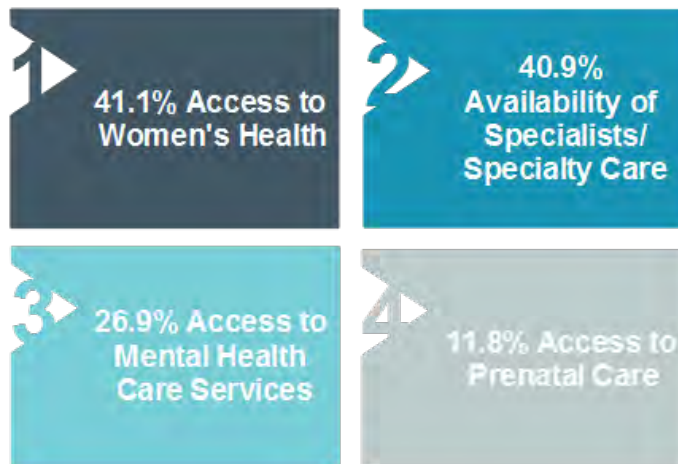 1
41.1% Access to
Women's Health
2
40.9%
Availability of
Specialists/
Specialty Care
3
26.9% Access to
Mental Health
Care Services
4
11.8% Access to
Prenatal Care